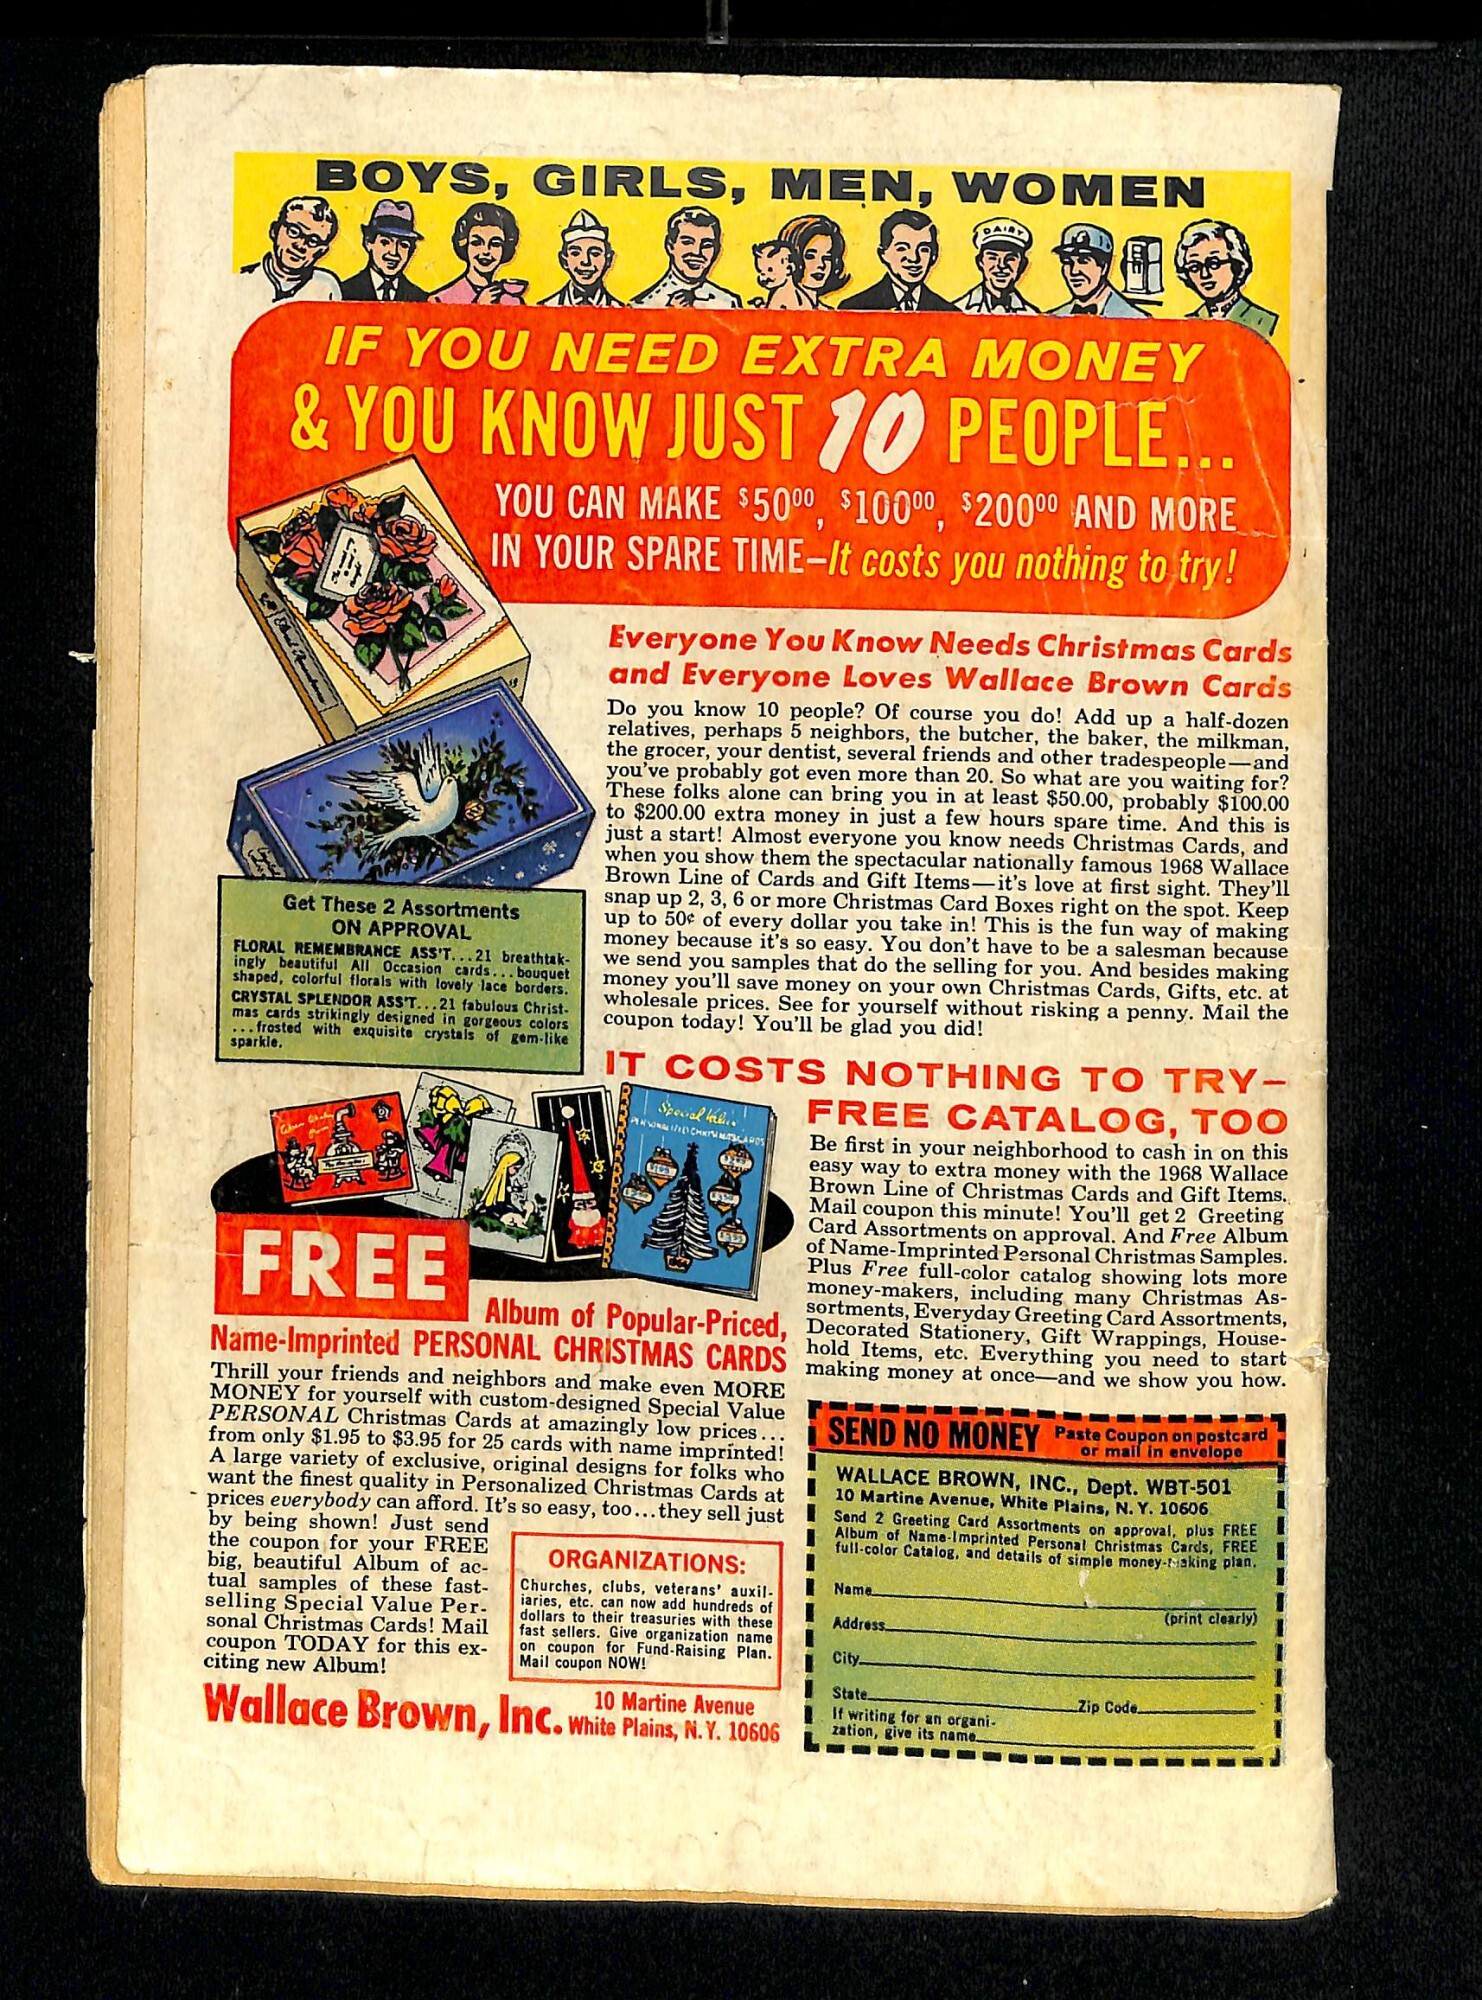 BOYS, GIRLS, MEN, WOMEN
DAIRY
IF YOU NEED EXTRA MONEY
& YOU KNOW JUST 10 PEOPLE...
YOU CAN MAKE $50⁰⁰, $100⁰⁰, $200⁰⁰ AND MORE
IN YOUR SPARE TIME—It costs you nothing to try!
Everyone You Know Needs Christmas Cards
and Everyone Loves Wallace Brown Cards
Do you know 10 people? Of course you do! Add up a half-dozen
relatives, perhaps 5 neighbors, the butcher, the baker, the milkman,
the grocer, your dentist, several friends and other tradespeople—and
you've probably got even more than 20. So what are you waiting for?
These folks alone can bring you in at least $50.00, probably $100.00
to $200.00 extra money in just a few hours spare time. And this is
just a start! Almost everyone you know needs Christmas Cards, and
when you show them the spectacular nationally famous 1968 Wallace
Brown Line of Cards and Gift Items—it's love at first sight. They'll
snap up 2, 3, 6 or more Christmas Card Boxes right on the spot. Keep
up to 50¢ of every dollar you take in! This is the fun way of making
money because it's so easy. You don't have to be a salesman because
we send you samples that do the selling for you. And besides making
money you'll save money on your own Christmas Cards, Gifts, etc. at
wholesale prices. See for yourself without risking a penny. Mail the
coupon today! You'll be glad you did!
Get These 2 Assortments
ON APPROVAL
FLORAL REMEMBRANCE ASS'T...21 breathtak-
ingly beautiful All Occasion cards...bouquet
shaped, colorful florals with lovely lace borders.
CRYSTAL SPLENDOR ASS'T...21 fabulous Christ-
mas cards strikingly designed in gorgeous colors
...frosted with exquisite crystals of gem-like
sparkle.
IT COSTS NOTHING TO TRY—
FREE CATALOG, TOO
Be first in your neighborhood to cash in on this
easy way to extra money with the 1968 Wallace
Brown Line of Christmas Cards and Gift Items.
Mail coupon this minute! You'll get 2 Greeting
Card Assortments on approval. And Free Album
of Name-Imprinted Personal Christmas Samples.
Plus Free full-color catalog showing lots more
money-makers, including many Christmas As-
sortments, Everyday Greeting Card Assortments,
Decorated Stationery, Gift Wrappings, House-
hold Items, etc. Everything you need to start
making money at once—and we show you how.
Special Value
PERSONALIZED CHRISTMAS CARDS
FREE
Album of Popular-Priced,
Name-Imprinted PERSONAL CHRISTMAS CARDS
Thrill your friends and neighbors and make even MORE
MONEY for yourself with custom-designed Special Value
PERSONAL Christmas Cards at amazingly low prices...
from only $1.95 to $3.95 for 25 cards with name imprinted!
A large variety of exclusive, original designs for folks who
want the finest quality in Personalized Christmas Cards at
prices everybody can afford. It's so easy, too...they sell just
by being shown! Just send
the coupon for your FREE
big, beautiful Album of ac-
tual samples of these fast-
selling Special Value Per-
sonal Christmas Cards! Mail
coupon TODAY for this ex-
citing new Album!
ORGANIZATIONS:
Churches, clubs, veterans' auxil-
iaries, etc. can now add hundreds of
dollars to their treasuries with these
fast sellers. Give organization name
on coupon for Fund-Raising Plan.
Mail coupon NOW!
Wallace Brown, Inc. 10 Martine Avenue
White Plains, N.Y. 10606
SEND NO MONEY Paste Coupon on postcard
or mail in envelope
WALLACE BROWN, INC., Dept. WBT-501
10 Martine Avenue, White Plains, N.Y. 10606
Send 2 Greeting Card Assortments on approval, plus FREE
Album of Name-Imprinted Personal Christmas Cards, FREE
full-color Catalog, and details of simple money-making plan.
Name
(print clearly)
Address
City
State Zip Code
If writing for an organi-
zation, give its name